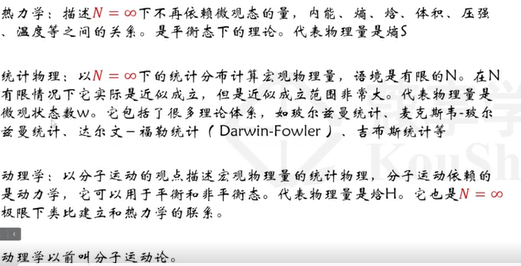 热力学：描述N = ∞下不再依赖微观态的量，内能、熵、焓、体积、压强
、温度等之间的关系。是平衡态下的理论。代表物理量是熵S
统计物理：以N = ∞下的统计分布计算宏观物理量，语境是有限的N。在N
有限情况下它实际是近似成立，但是近似成立范围非常大。代表物理量是
微观状态数w。它包括了很多理论体系，如玻尔兹曼统计、麦克斯韦-玻尔
兹曼统计、达尔文-福勒统计（Darwin-Fowler）、吉布斯统计等
动理学：以分子运动的观点描述宏观物理量的统计物理，分子运动依赖的
是动力学，它可以用于平衡和非平衡态。代表物理量是焓H。它也是N = ∞
极限下类比建立和热力学的联系。
动理学以前叫分子运动论。
KouSh